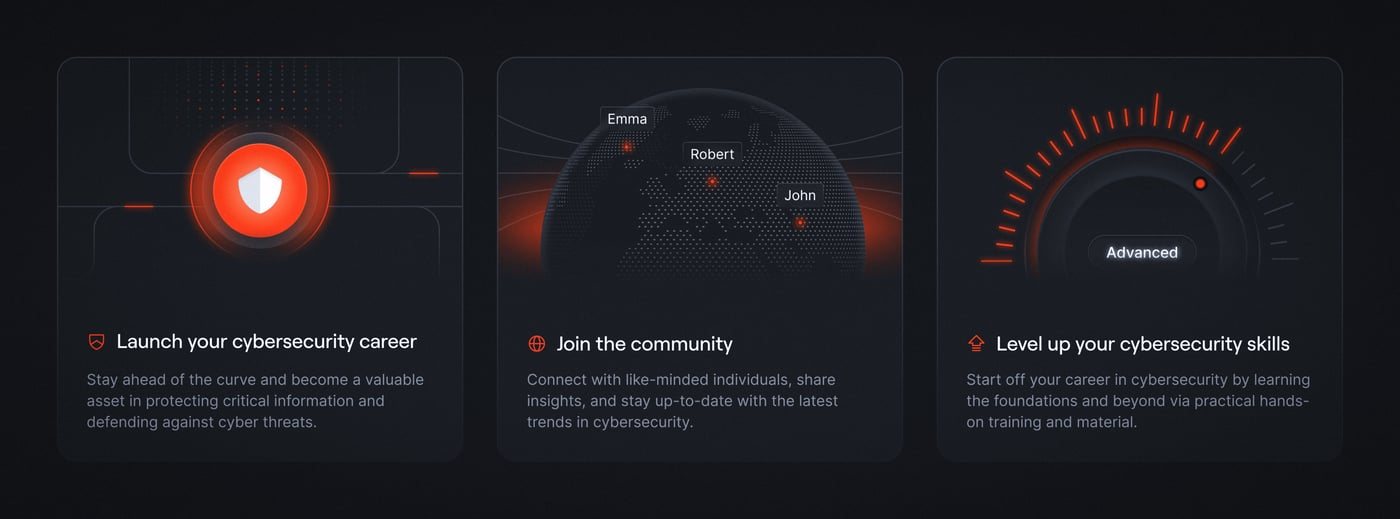 Launch your cybersecurity career
Stay ahead of the curve and become a valuable
asset in protecting critical information and
defending against cyber threats.
Emma
Robert
John
Join the community
Connect with like-minded individuals, share
insights, and stay up-to-date with the latest
trends in cybersecurity.
Advanced
Level up your cybersecurity skills
Start off your career in cybersecurity by learning
the foundations and beyond via practical hands-
on training and material.